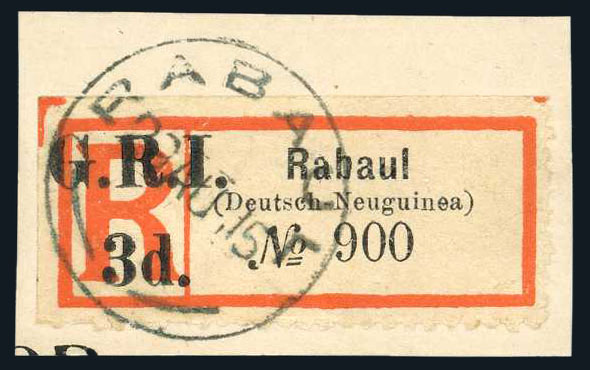 RABAUL
G.R.I.
R
3d.
Rabaul
(Deutsch-Neuguinea)
№ 900